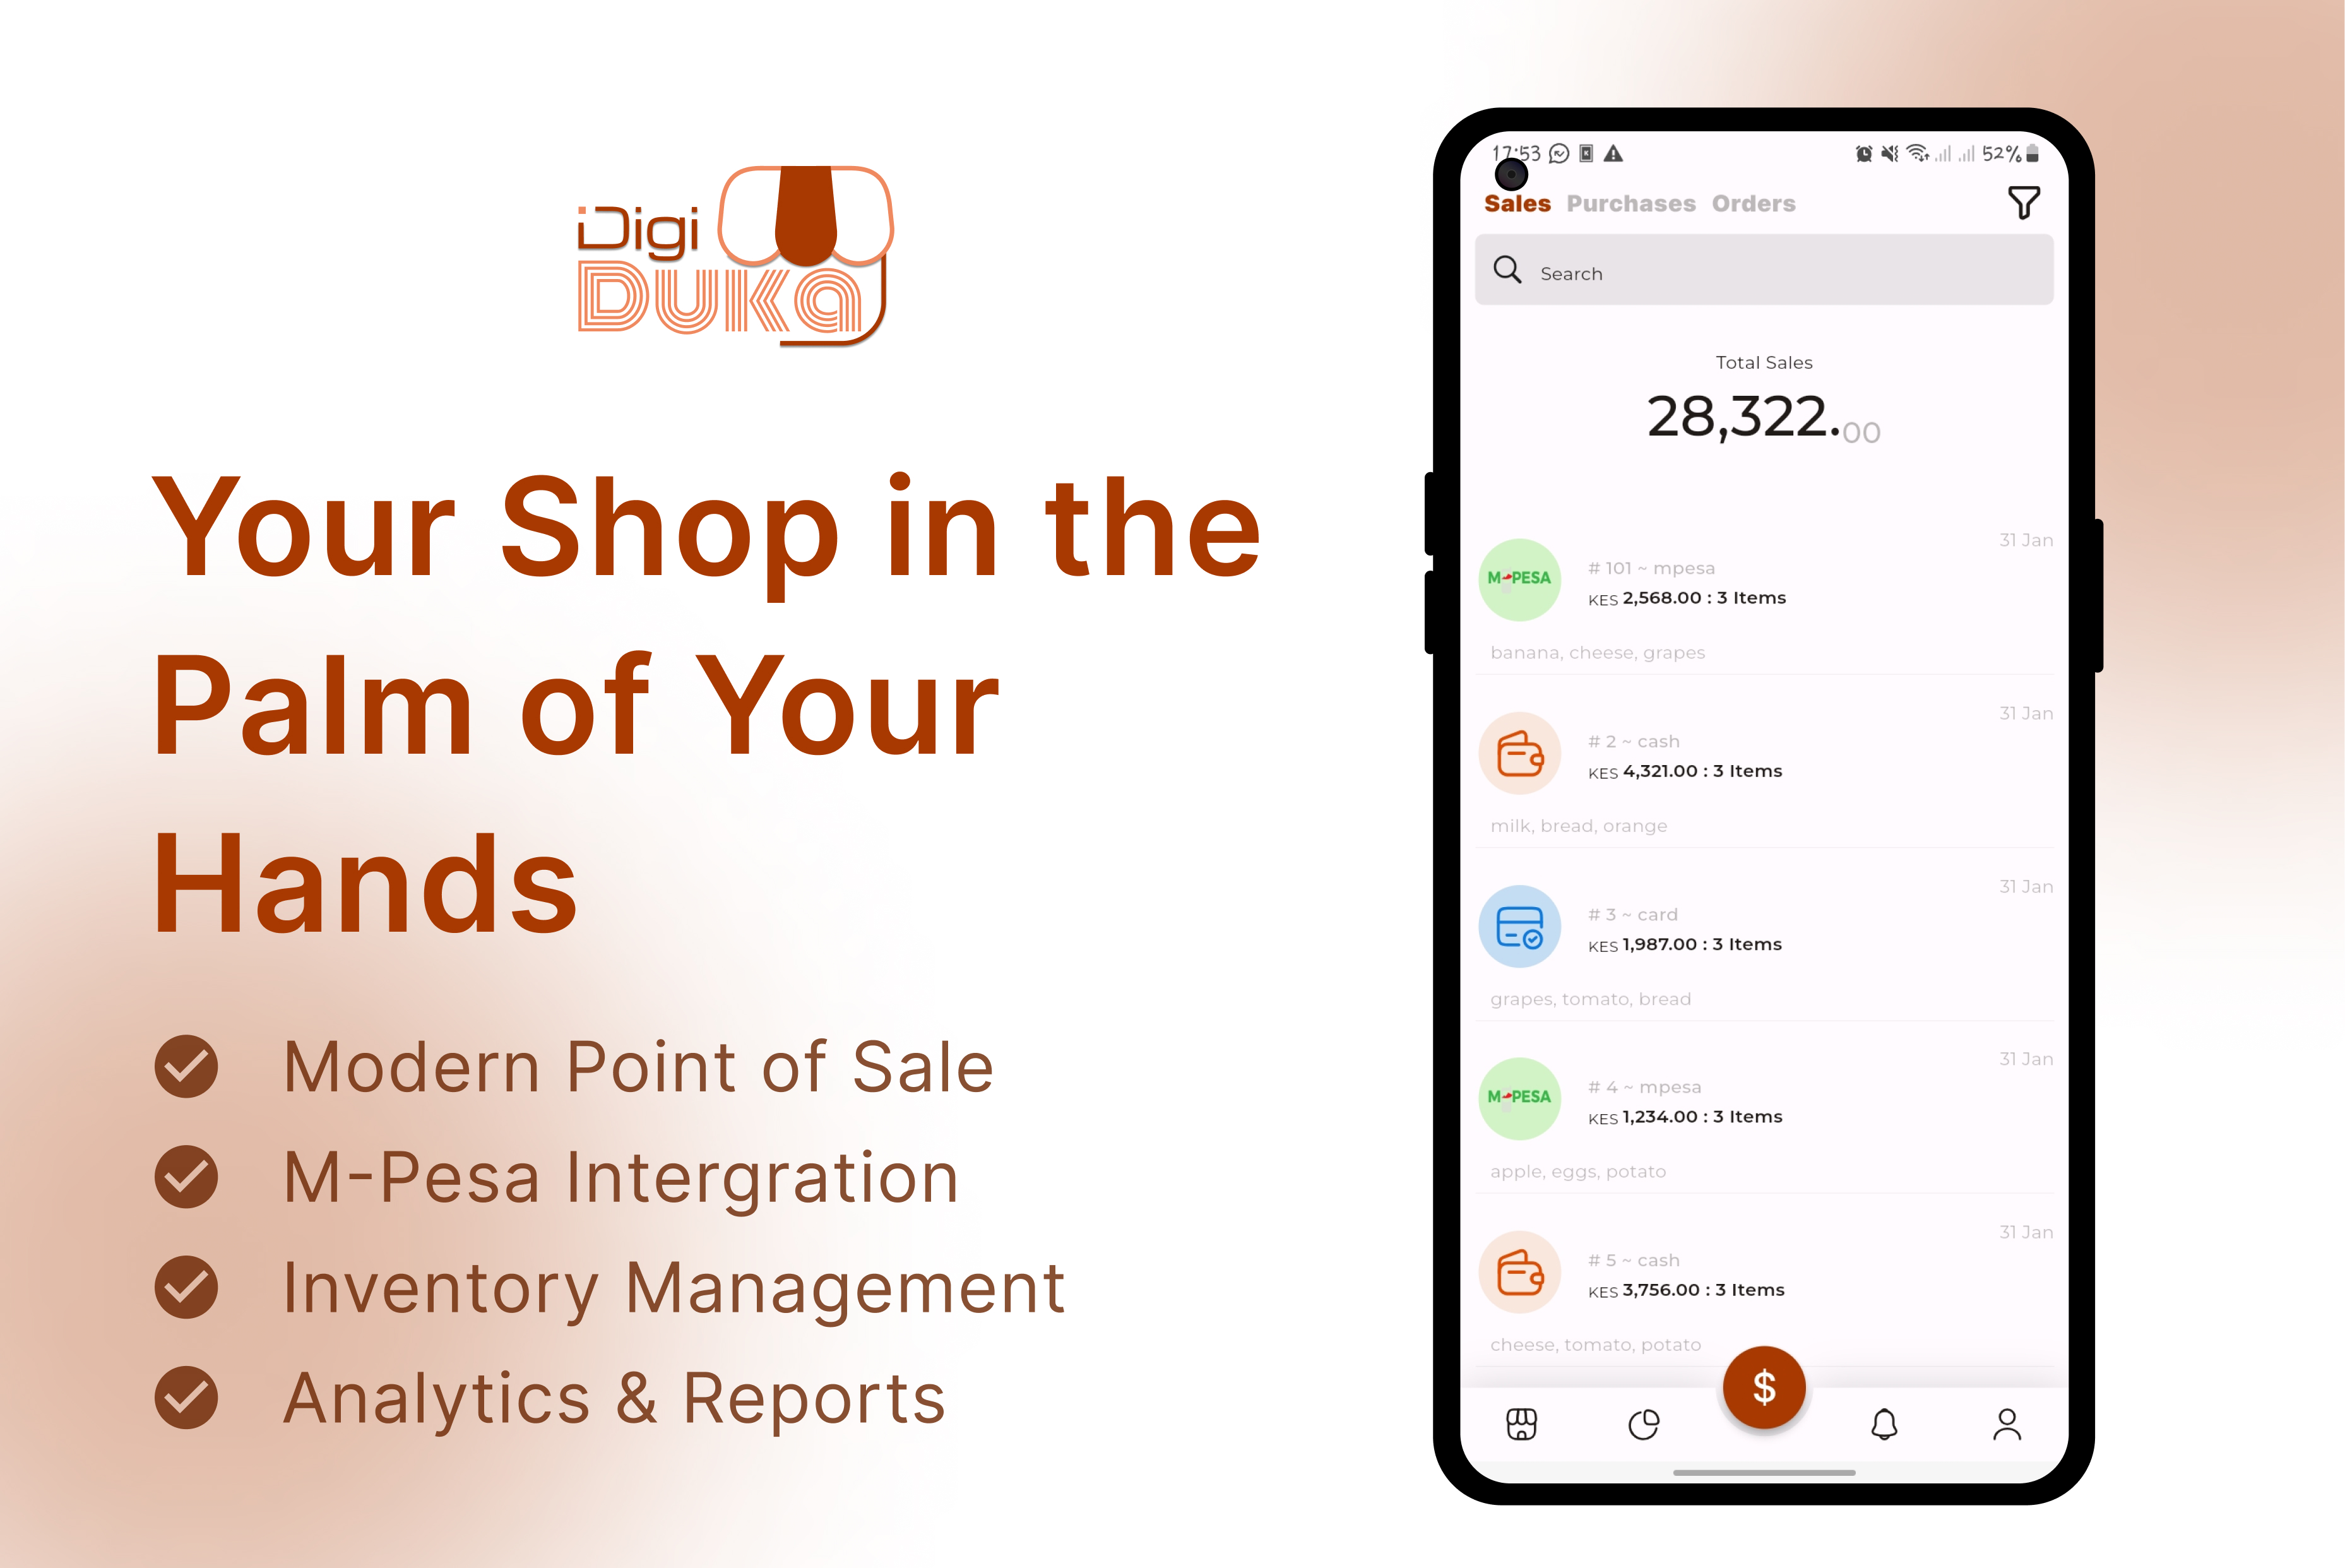 iDigi
DUKa
Your Shop in the
Palm of Your
Hands
Modern Point of Sale
M-Pesa Intergration
Inventory Management
Analytics & Reports
17:53 52%
Sales Purchases Orders
Search
Total Sales
28,322.00
31 Jan
# 101 ~ mpesa
M-PESA
KES 2,568.00 : 3 Items
banana, cheese, grapes
31 Jan
# 2 ~ cash
KES 4,321.00 : 3 Items
milk, bread, orange
31 Jan
# 3 ~ card
KES 1,987.00 : 3 Items
grapes, tomato, bread
31 Jan
# 4 ~ mpesa
M-PESA
KES 1,234.00 : 3 Items
apple, eggs, potato
31 Jan
# 5 ~ cash
KES 3,756.00 : 3 Items
cheese, tomato, potato
$